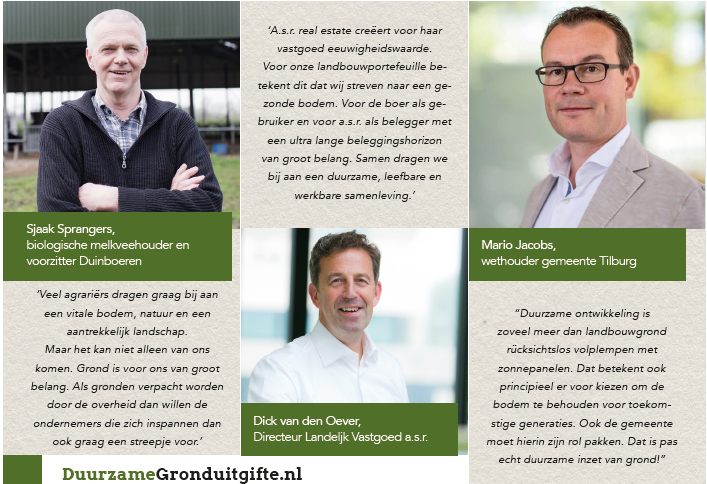 Sjaak Sprangers,
biologische melkveehouder en
voorzitter Duinboeren
‘Veel agrariërs dragen graag bij aan
een vitale bodem, natuur en een
aantrekkelijk landschap.
Maar het kan niet alleen van ons
komen. Grond is voor ons van groot
belang. Als gronden verpacht worden
door de overheid dan willen de
ondernemers die zich inspannen dan
ook graag een streepje voor.’
‘A.s.r. real estate creëert voor haar
vastgoed eeuwigheidswaarde.
Voor onze landbouwportefeuille be-
tekent dit dat wij streven naar een ge-
zonde bodem. Voor de boer als ge-
bruiker en voor a.s.r. als belegger met
een ultra lange beleggingshorizon
van groot belang. Samen dragen we
bij aan een duurzame, leefbare en
werkbare samenleving.’
Dick van den Oever,
Directeur Landeljk Vastgoed a.s.r.
Mario Jacobs,
wethouder gemeente Tilburg
“Duurzame ontwikkeling is
zoveel meer dan landbouwgrond
rücksichtslos volplempen met
zonnepanelen. Dat betekent ook
principieel er voor kiezen om de
bodem te behouden voor toekom-
stige generaties. Ook de gemeente
moet hierin zijn rol pakken. Dat is pas
echt duurzame inzet van grond!”
DuurzameGronduitgifte.nl